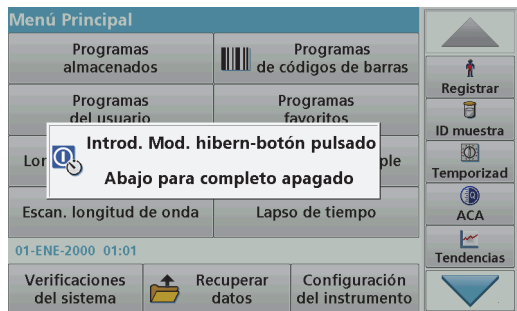 Menú Principal
Programas
almacenados
Programas
de códigos de barras
Programas
del usuario
Programas
favoritos
Introd. Mod. hibern-botón pulsado
Abajo para completo apagado
Lor
ple
Escan. longitud de onda
Lapso de tiempo
01-ENE-2000 01:01
Verificaciones
del sistema
Recuperar
datos
Configuración
del instrumento
Registrar
ID muestra
Temporizad
ACA
Tendencias